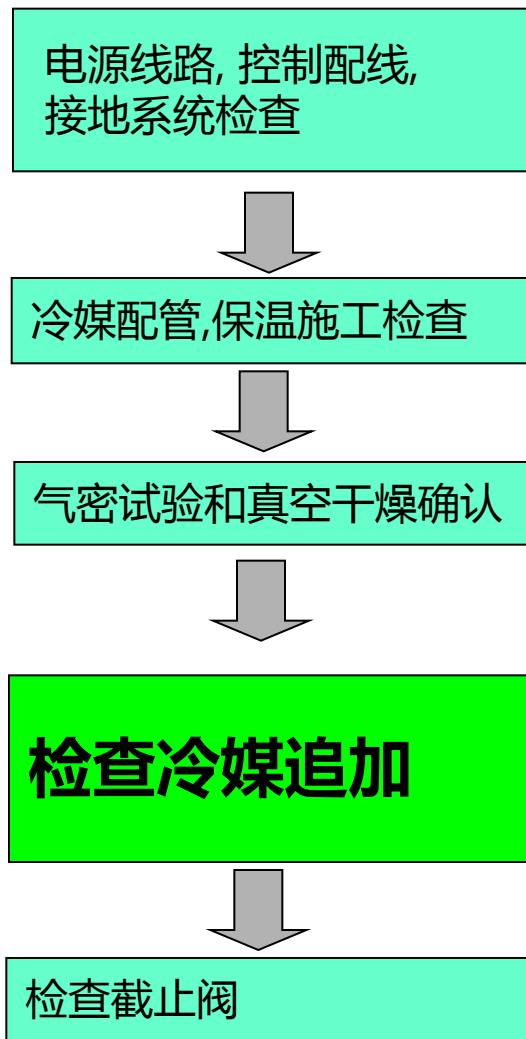 电源线路, 控制配线,
接地系统检查
冷媒配管,保温施工检查
气密试验和真空干燥确认
检查冷媒追加
检查截止阀